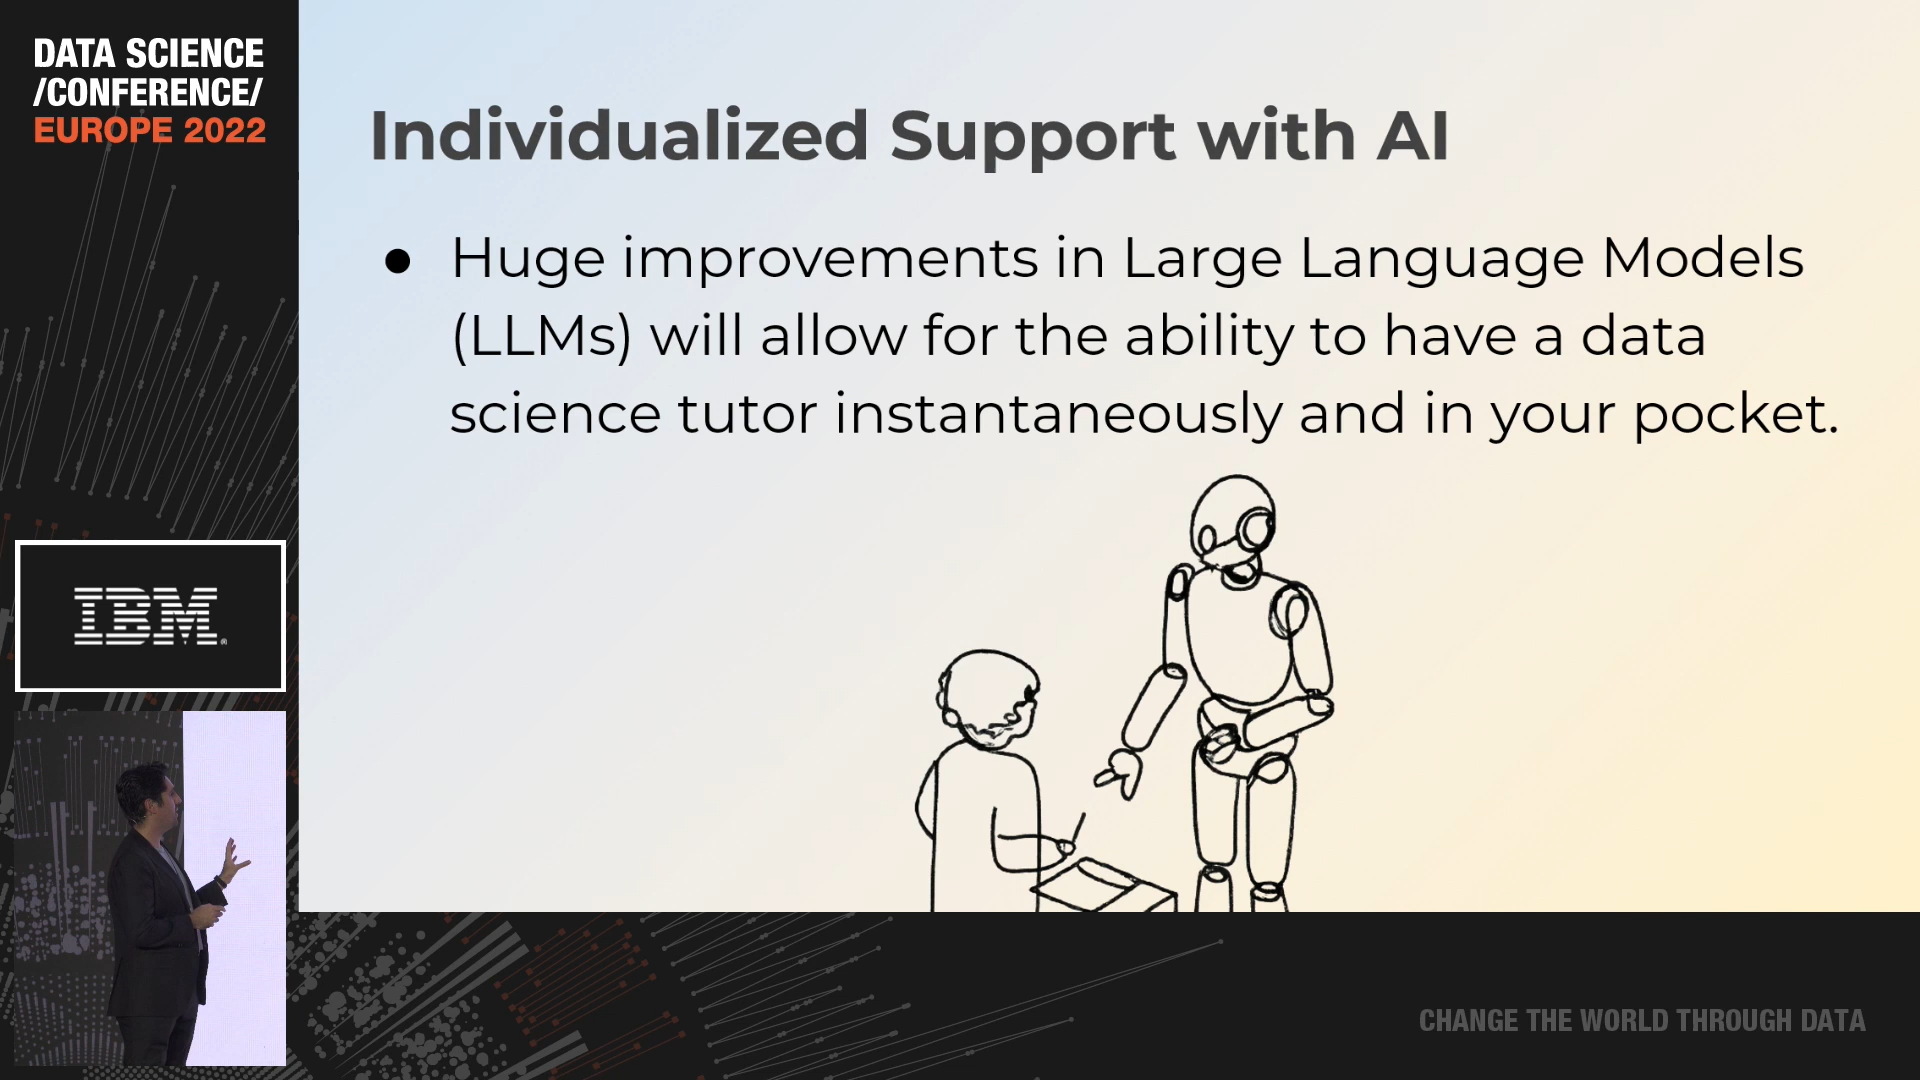 DATA SCIENCE
/CONFERENCE/
EUROPE 2022
Individualized Support with AI
● Huge improvements in Large Language Models
(LLMs) will allow for the ability to have a data
science tutor instantaneously and in your pocket.
IBM®
CHANGE THE WORLD THROUGH DATA